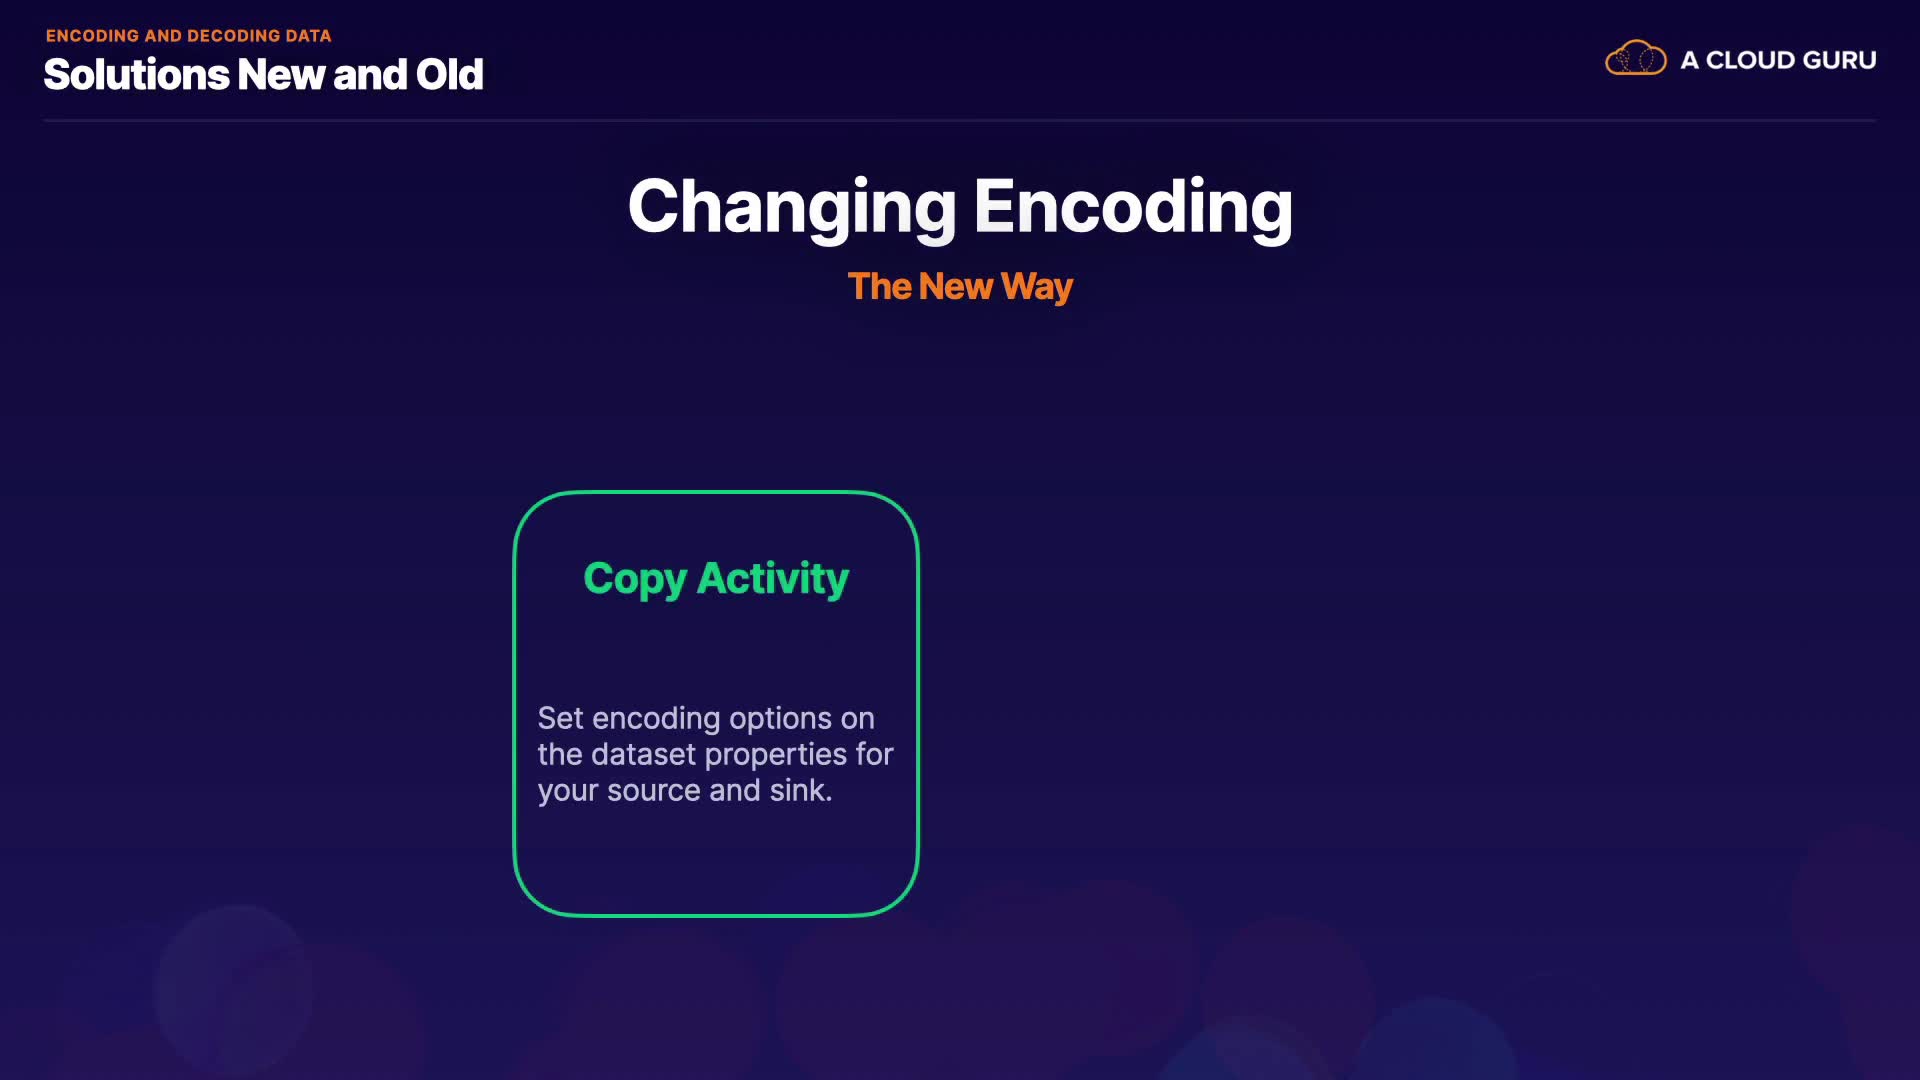 ENCODING AND DECODING DATA
Solutions New and Old
A CLOUD GURU
Changing Encoding
The New Way
Copy Activity
Set encoding options on
the dataset properties for
your source and sink.